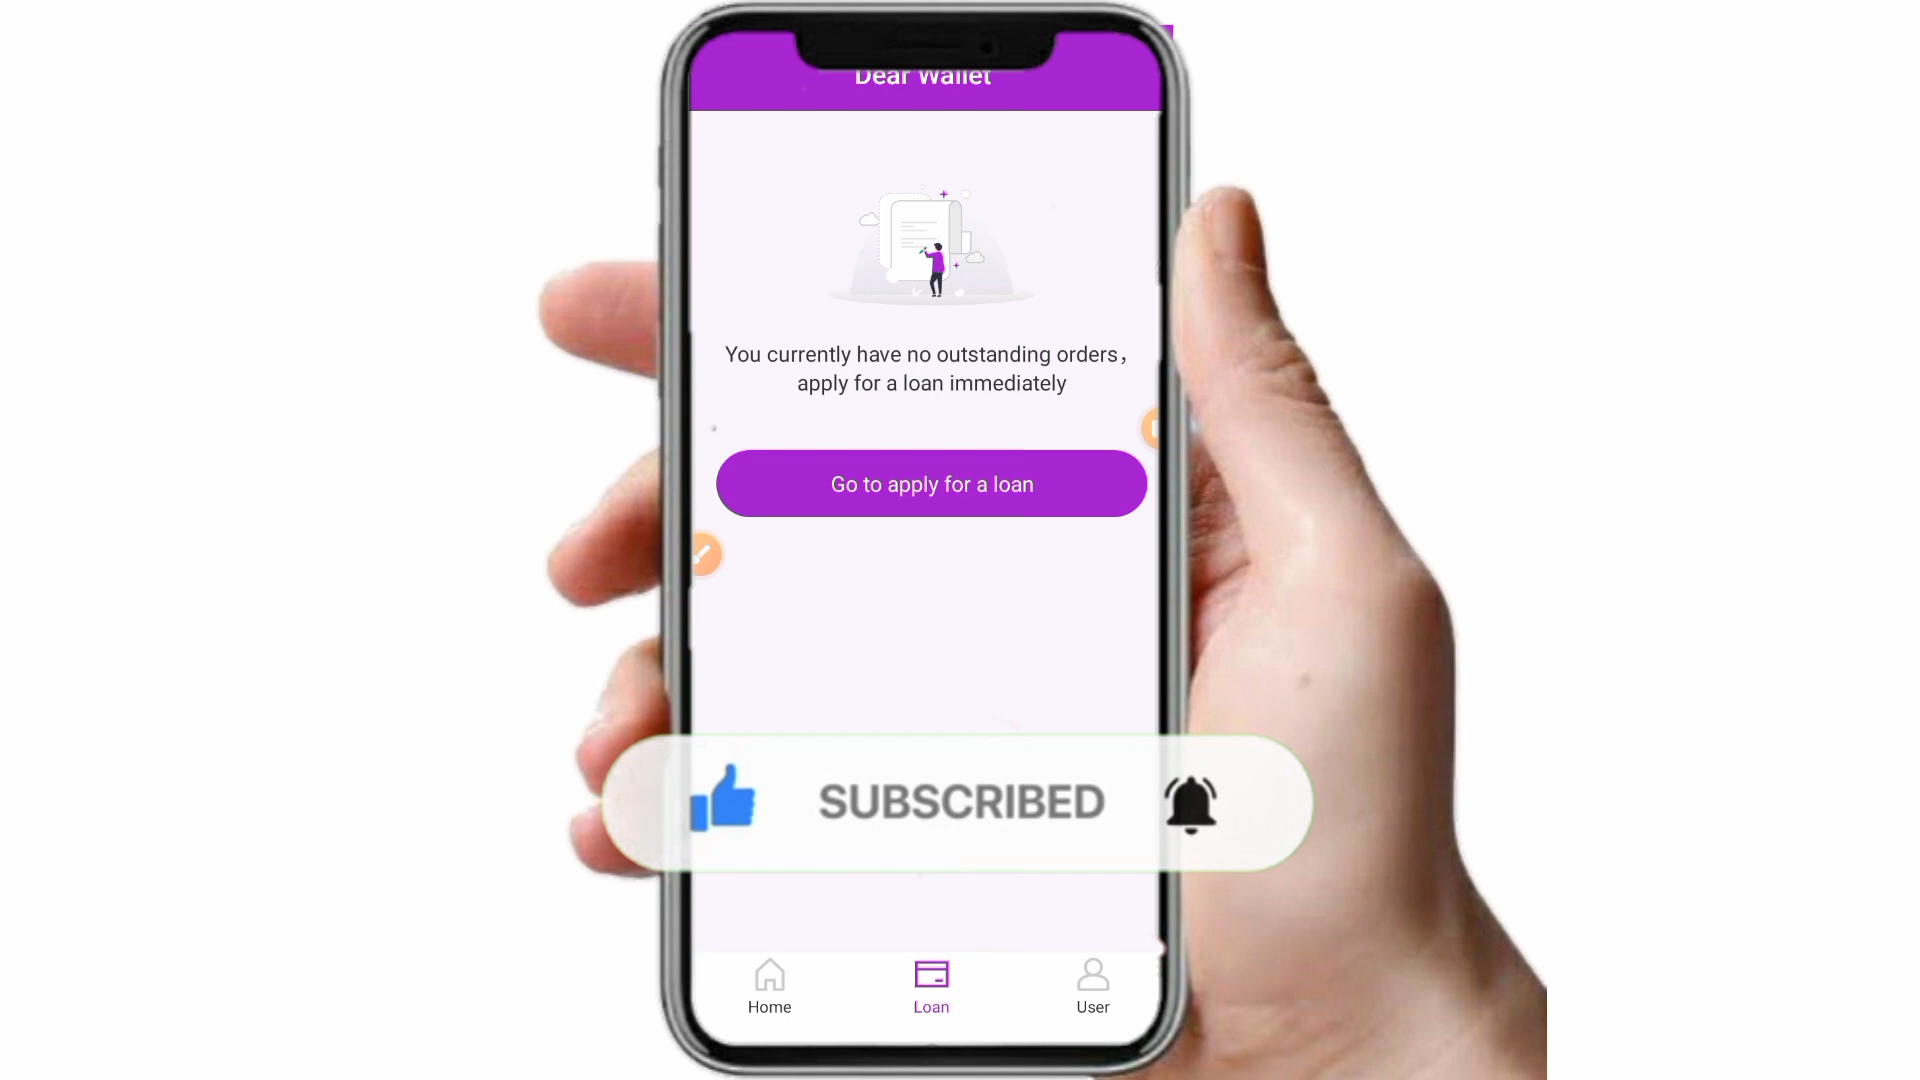 Dear Wallet
You currently have no outstanding orders，
apply for a loan immediately
Go to apply for a loan
SUBSCRIBED
Home
Loan
User